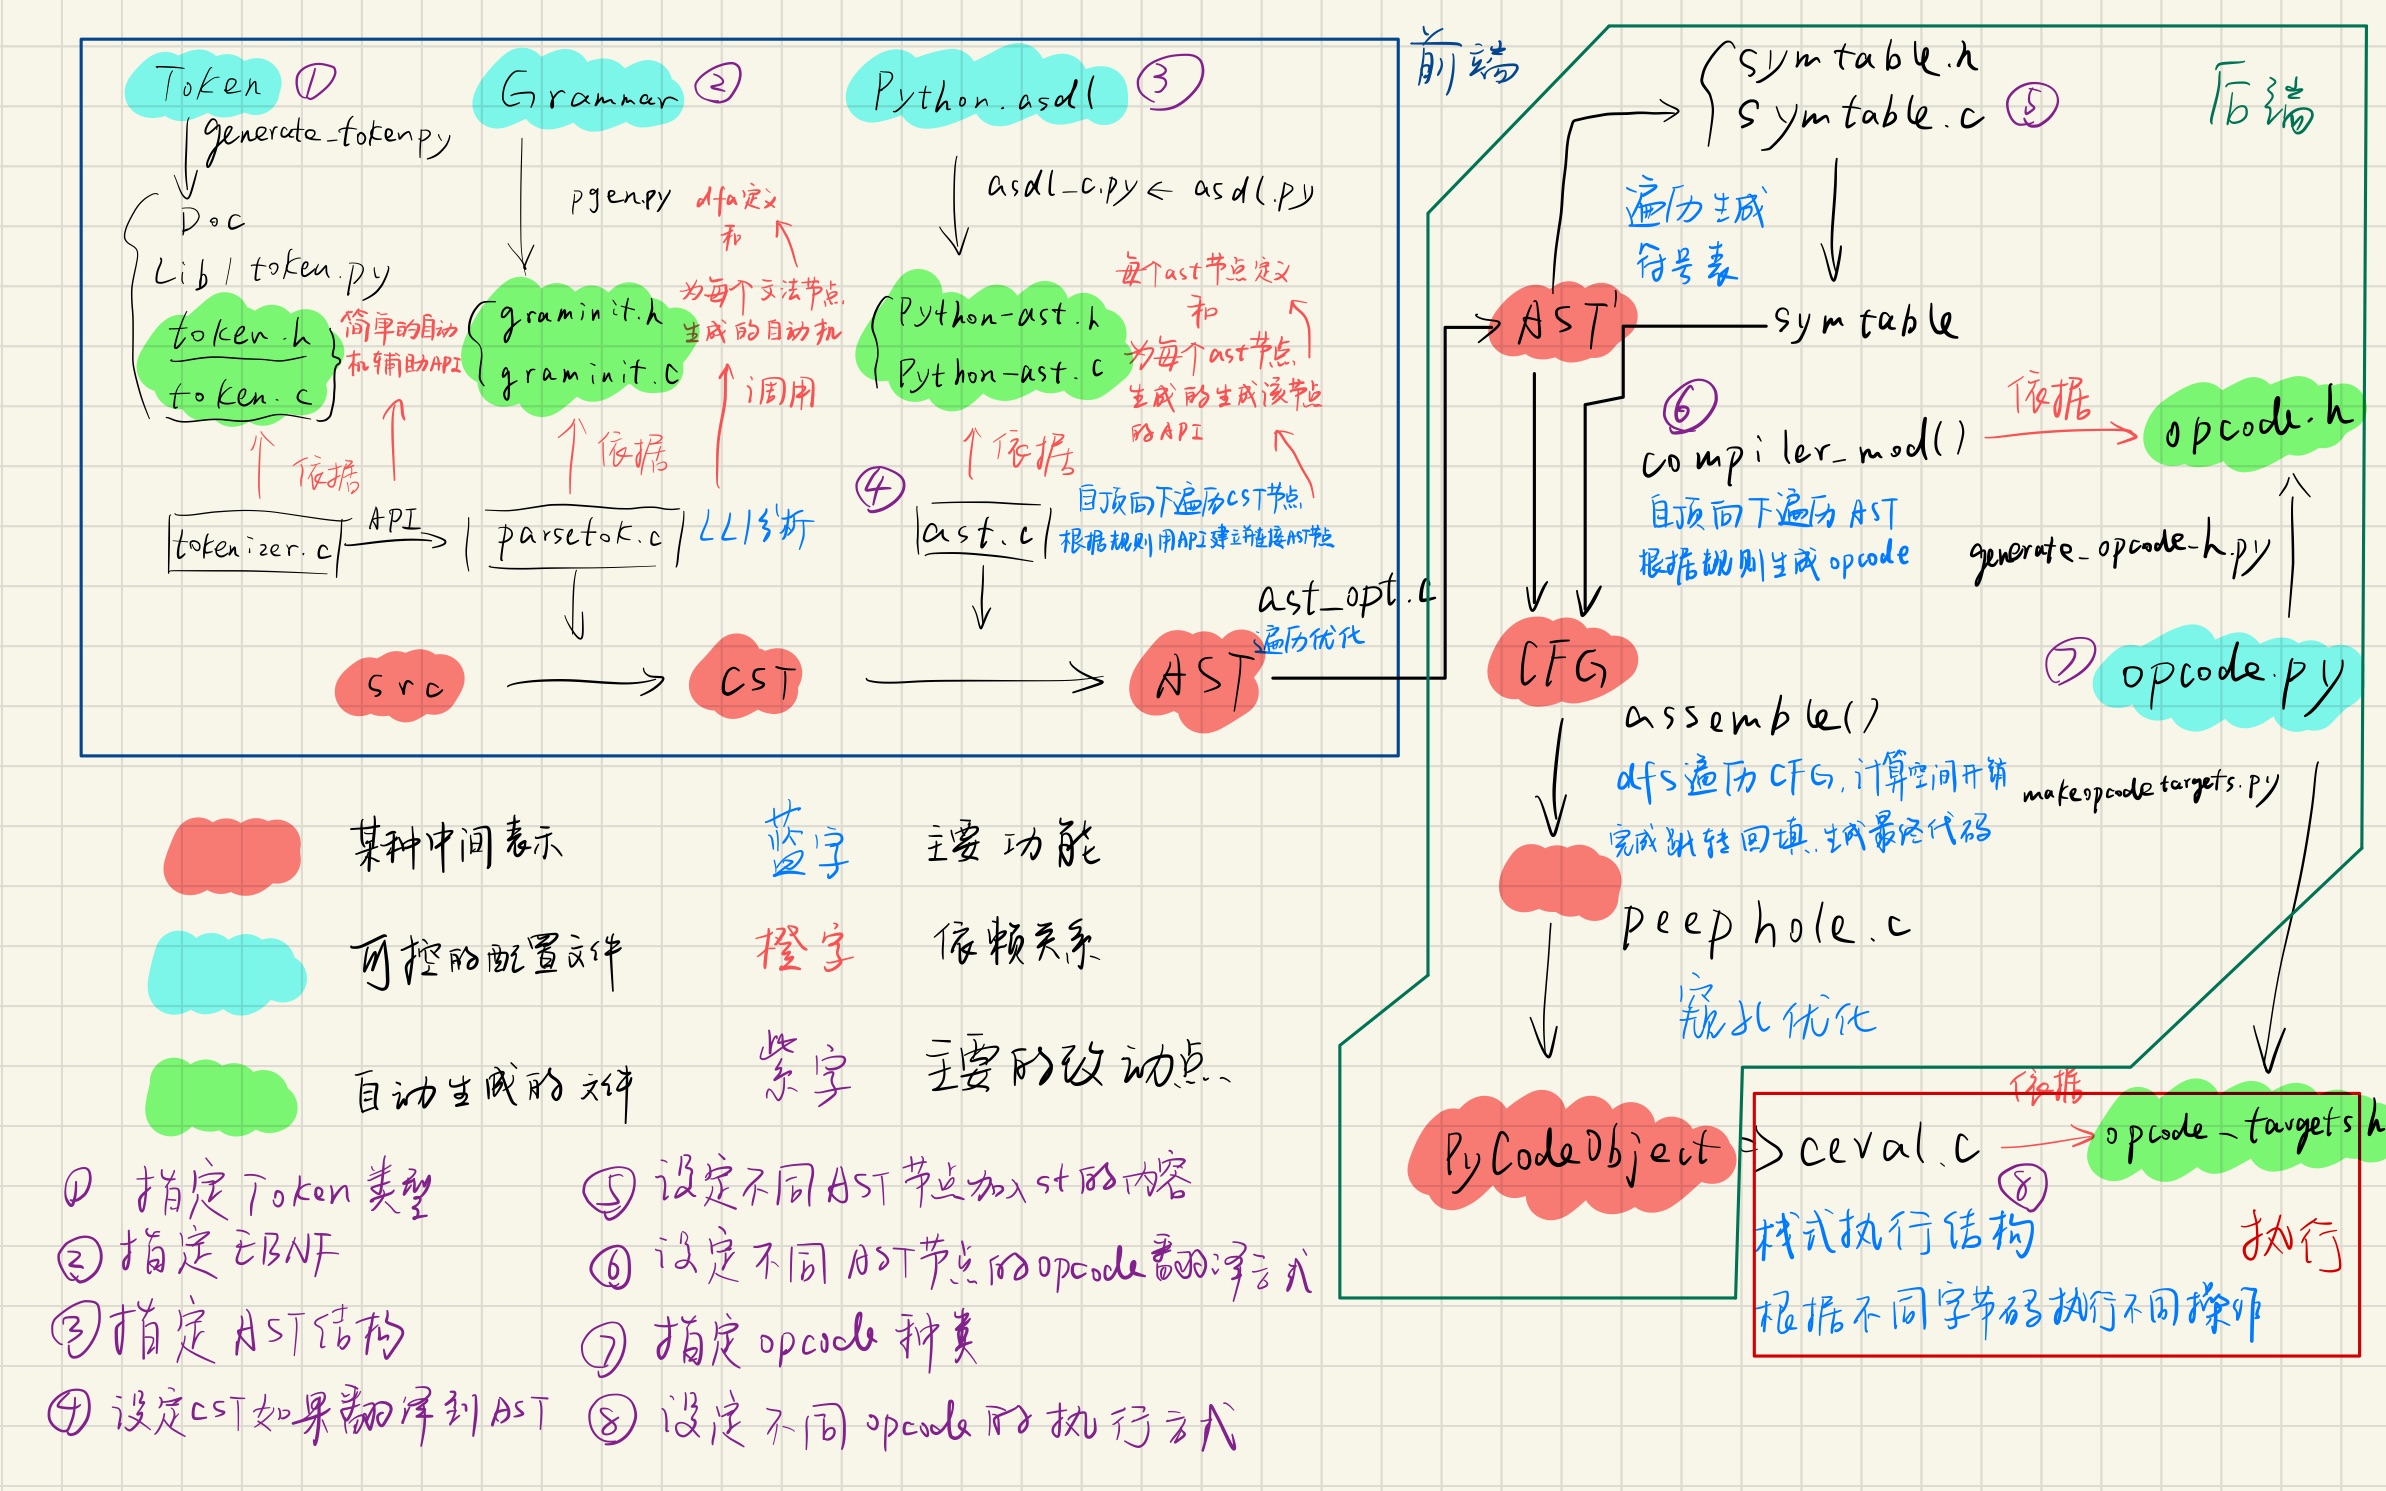 Token ①
generate_token.py
Doc
Lib / token.py
token.h
token.c
简单的自动
机辅助API
依据
tokenizer.c
API
Grammar ②
pgen.py
dfa定义
和
为每个文法节点
生成的自动机
graminit.h
graminit.c
调用
依据
parsetok.c
LL1分析
Python.asdl ③
asdl_c.py ← asdl.py
每个ast节点定义
和
为每个ast节点
生成的生成该节点
的API
Python-ast.h
Python-ast.c
依据
④
ast.c
自顶向下遍历CST节点
根据规则用API建立并链接AST节点
src
CST
AST
ast_opt.c
遍历优化
前端
后端
symtable.h
symtable.c ⑤
遍历生成
符号表
AST'
symtable
⑥
compiler_mod()
依据
opcode.h
自顶向下遍历AST
根据规则生成opcode
generate_opcode_h.py
CFG
⑦ opcode.py
assemble()
dfs遍历CFG,计算空间开销
完成跳转回填,生成最终代码
makeopcodetargets.py
peephole.c
窥孔优化
PyCodeObject
ceval.c
依据
opcode_targets.h
⑧
栈式执行结构
执行
根据不同字节码执行不同操作
某种中间表示
蓝字 主要功能
可控的配置文件
橙字 依赖关系
自动生成的文件
紫字 主要的改动点
① 指定Token类型
② 指定EBNF
③ 指定AST结构
④ 设定CST如果翻译到AST
⑤ 设定不同AST节点加入st的内容
⑥ 设定不同AST节点的opcode翻译方式
⑦ 指定opcode种类
⑧ 设定不同opcode的执行方式